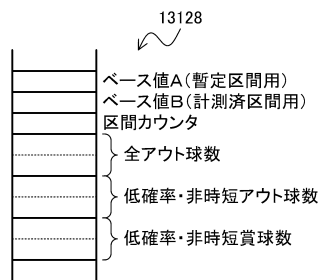 13128
ベース値A(暫定区間用)
ベース値B(計測済区間用)
区間カウンタ
全アウト球数
低確率・非時短アウト球数
低確率・非時短賞球数